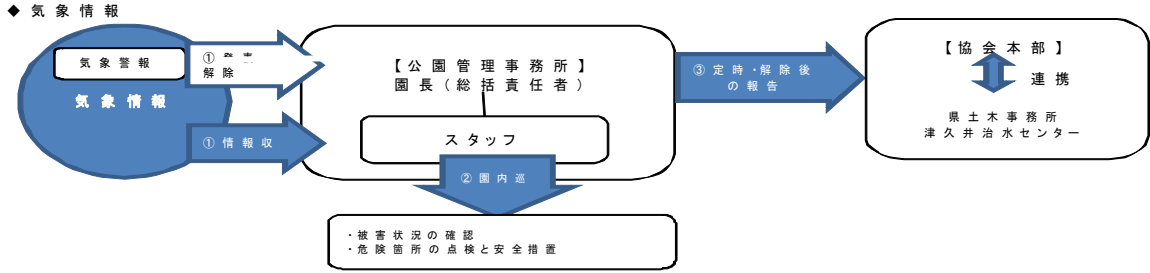 ◆ 気象情報
気象警報
気象情報
①
解除
① 情報収
【公園管理事務所】
園長(総括責任者)
スタッフ
② 園内巡
・被害状況の確認
・危険箇所の点検と安全措置
③ 定時・解除後
の報告
【協会本部】
連携
県土木事務所
津久井治水センター